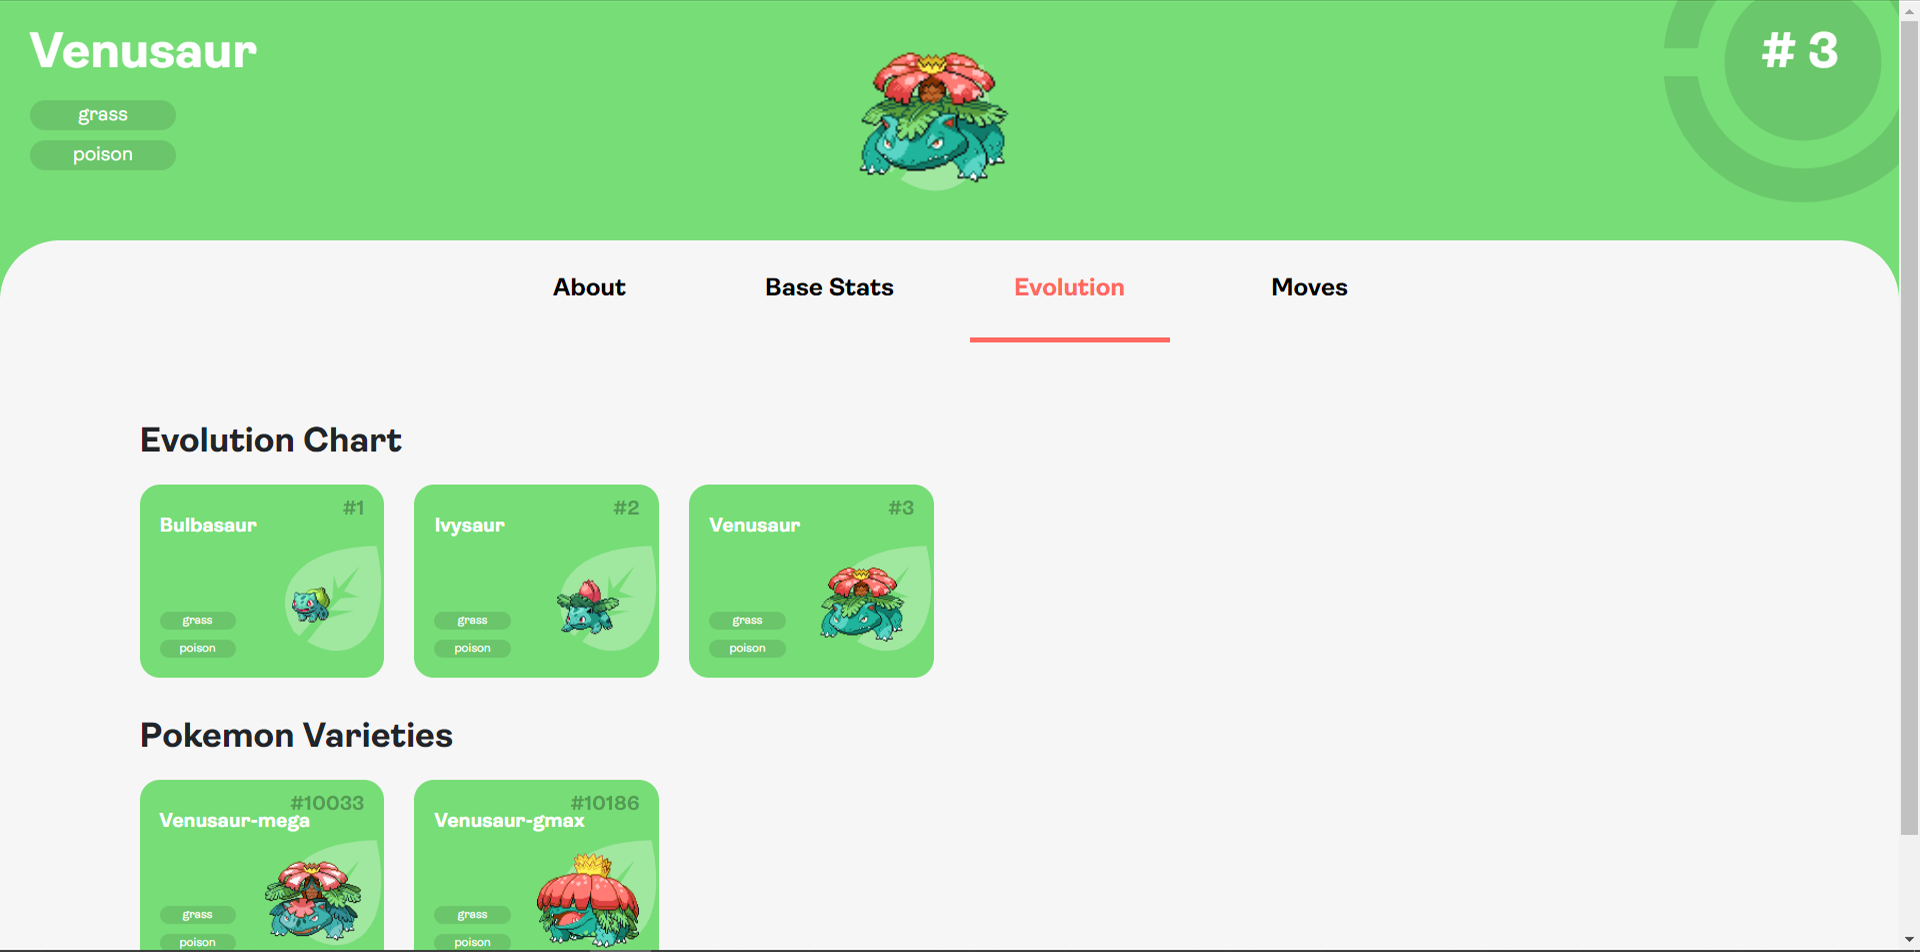 Venusaur
# 3
grass
poison
About
Base Stats
Evolution
Moves
Evolution Chart
#1
Bulbasaur
grass
poison
#2
Ivysaur
grass
poison
#3
Venusaur
grass
poison
Pokemon Varieties
#10033
Venusaur-mega
grass
poison
#10186
Venusaur-gmax
grass
poison